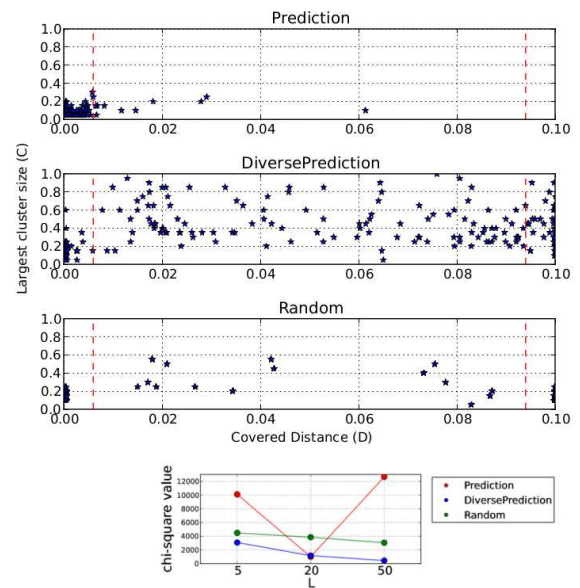 Prediction
1.0
0.8
0.6
0.4
0.2
0.0
0.00 0.02 0.04 0.06 0.08 0.10
DiversePrediction
1.0
0.8
0.6
0.4
0.2
0.0
0.00 0.02 0.04 0.06 0.08 0.10
Largest cluster size (C)
Random
1.0
0.8
0.6
0.4
0.2
0.0
0.00 0.02 0.04 0.06 0.08 0.10
Covered Distance (D)
chi-square value
12000
10000
8000
6000
4000
2000
0
5 20 50
L
Prediction
DiversePrediction
Random